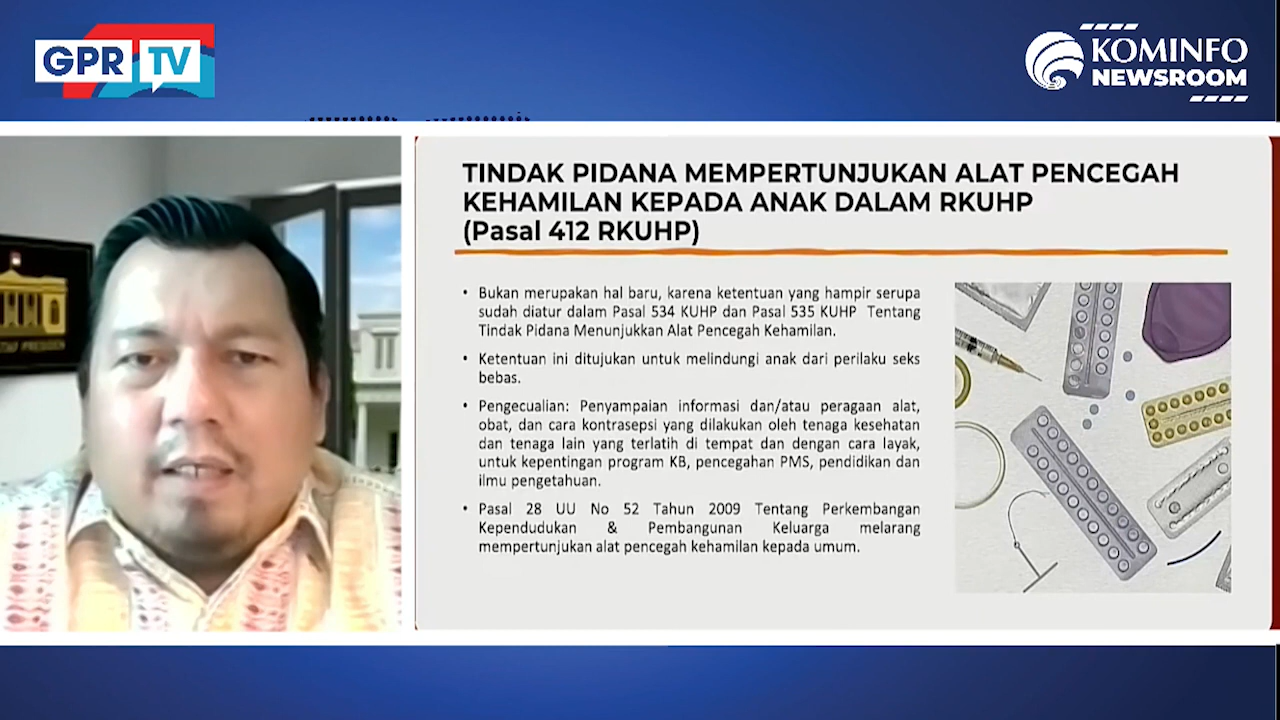 GPR TV
KOMINFO
NEWSROOM
TINDAK PIDANA MEMPERTUNJUKAN ALAT PENCEGAH
KEHAMILAN KEPADA ANAK DALAM RKUHP
(Pasal 412 RKUHP)
• Bukan merupakan hal baru, karena ketentuan yang hampir serupa
sudah diatur dalam Pasal 534 KUHP dan Pasal 535 KUHP Tentang
Tindak Pidana Menunjukkan Alat Pencegah Kehamilan.
• Ketentuan ini ditujukan untuk melindungi anak dari perilaku seks
bebas.
• Pengecualian: Penyampaian informasi dan/atau peragaan alat,
obat, dan cara kontrasepsi yang dilakukan oleh tenaga kesehatan
dan tenaga lain yang terlatih di tempat dan dengan cara layak,
untuk kepentingan program KB, pencegahan PMS, pendidikan dan
ilmu pengetahuan.
• Pasal 28 UU No 52 Tahun 2009 Tentang Perkembangan
Kependudukan & Pembangunan Keluarga melarang
mempertunjukan alat pencegah kehamilan kepada umum.
PRESIDEN